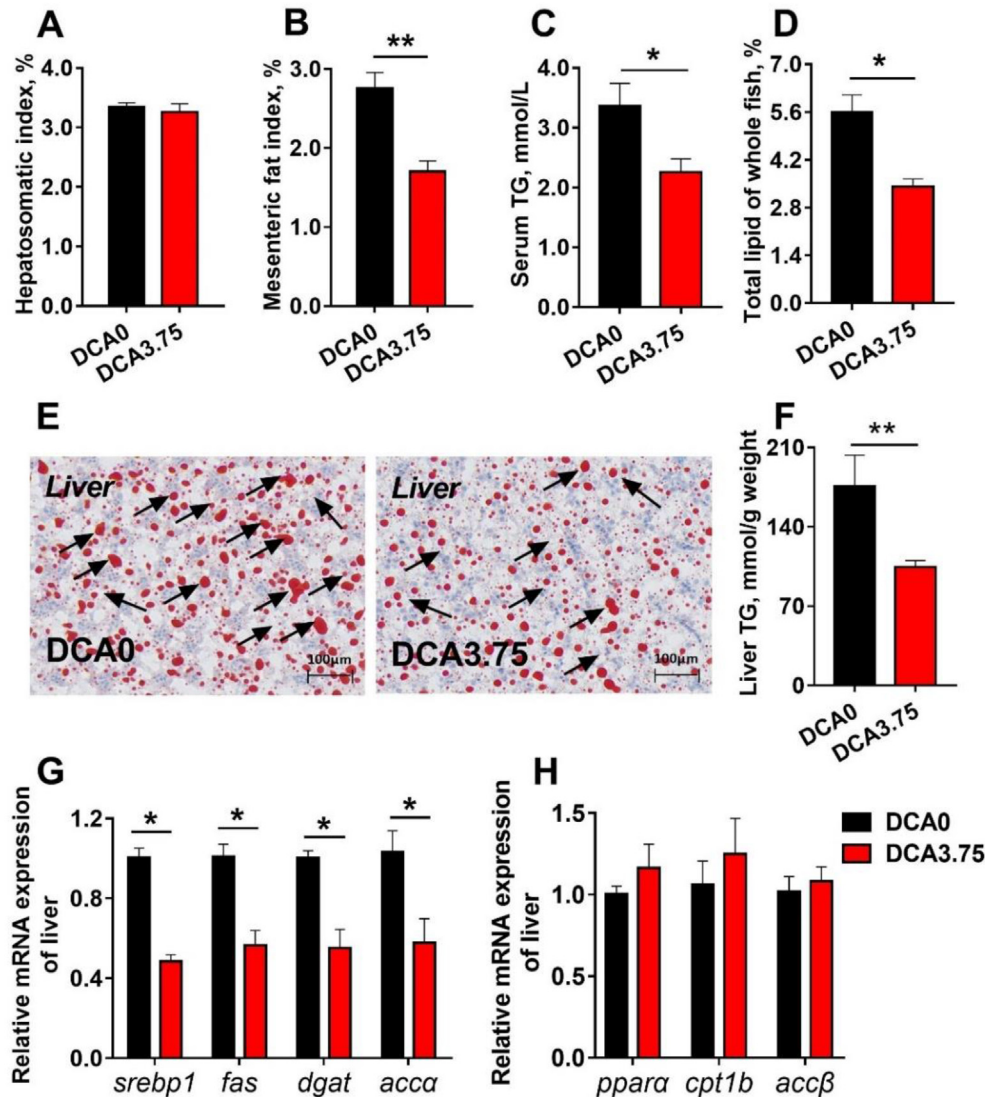 A
Hepatosomatic index, %
4.0
3.0
2.0
1.0
0.0
DCA0
DCA3.75
B
Mesenteric fat index, %
**
3.0
2.0
1.0
0.0
DCA0
DCA3.75
C
Serum TG, mmol/L
*
4.0
3.0
2.0
1.0
0.0
DCA0
DCA3.75
D
Total lipid of whole fish, %
*
7.0
5.6
4.2
2.8
1.4
0.0
DCA0
DCA3.75
E
Liver
DCA0
100μm
Liver
DCA3.75
100μm
F
Liver TG, mmol/g weight
**
210
140
70
0
DCA0
DCA3.75
G
Relative mRNA expression
of liver
* * * *
1.2
0.8
0.4
0.0
srebp1 fas dgat accα
H
Relative mRNA expression
of liver
1.5
1.0
0.5
0.0
pparα cpt1b accβ
DCA0
DCA3.75